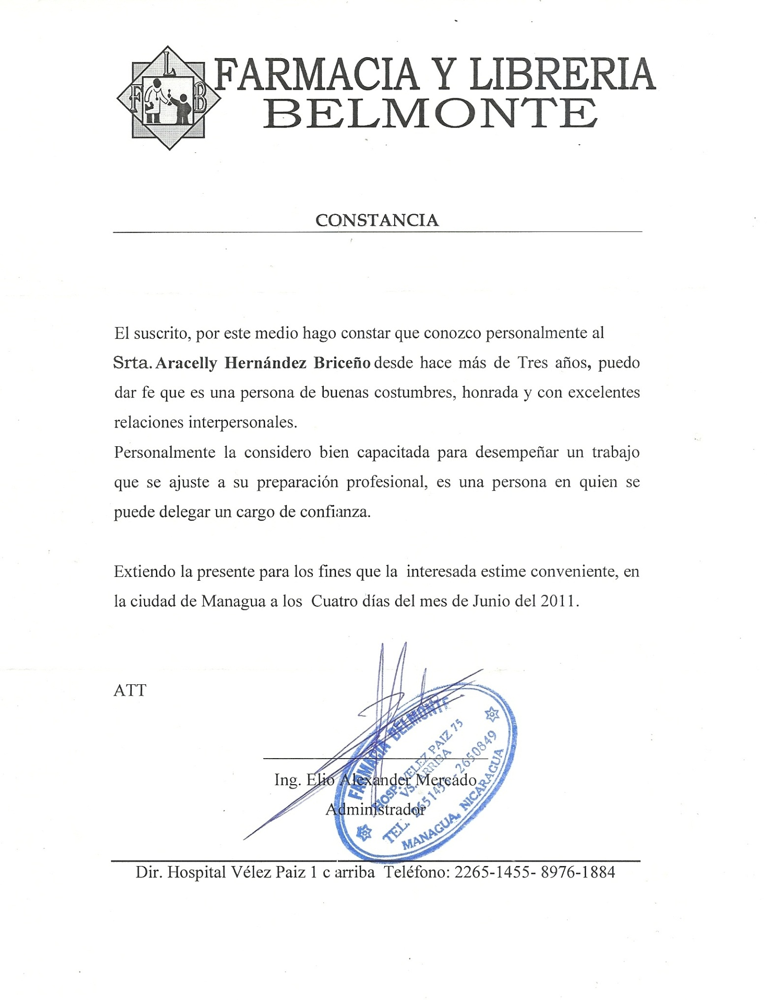 L
F B
FARMACIA Y LIBRERIA
BELMONTE
CONSTANCIA
El suscrito, por este medio hago constar que conozco personalmente al
Srta. Aracelly Hernández Briceño desde hace más de Tres años, puedo
dar fe que es una persona de buenas costumbres, honrada y con excelentes
relaciones interpersonales.
Personalmente la considero bien capacitada para desempeñar un trabajo
que se ajuste a su preparación profesional, es una persona en quien se
puede delegar un cargo de confianza.
Extiendo la presente para los fines que la interesada estime conveniente, en
la ciudad de Managua a los Cuatro días del mes de Junio del 2011.
ATT
FARMACIA BELMONTE
HOSP. VELEZ PAIZ 75
VS. ARRIBA
TEL. - 2650849
MANAGUA, NICARAGUA
Ing. Elio Alexander Mercado
Administrador
Dir. Hospital Vélez Paiz 1 c arriba Teléfono: 2265-1455- 8976-1884